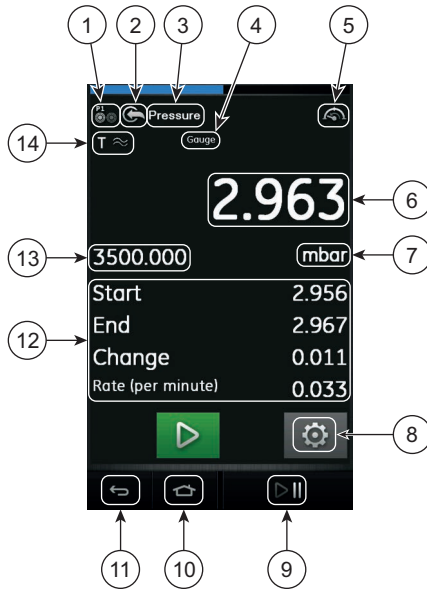 1 2 3 4 5
P1 Pressure
14 T ≈ Gauge
2.963 6
13 3500.000 mbar 7
Start 2.956
End 2.967
12 Change 0.011
Rate (per minute) 0.033
8
11 10 9